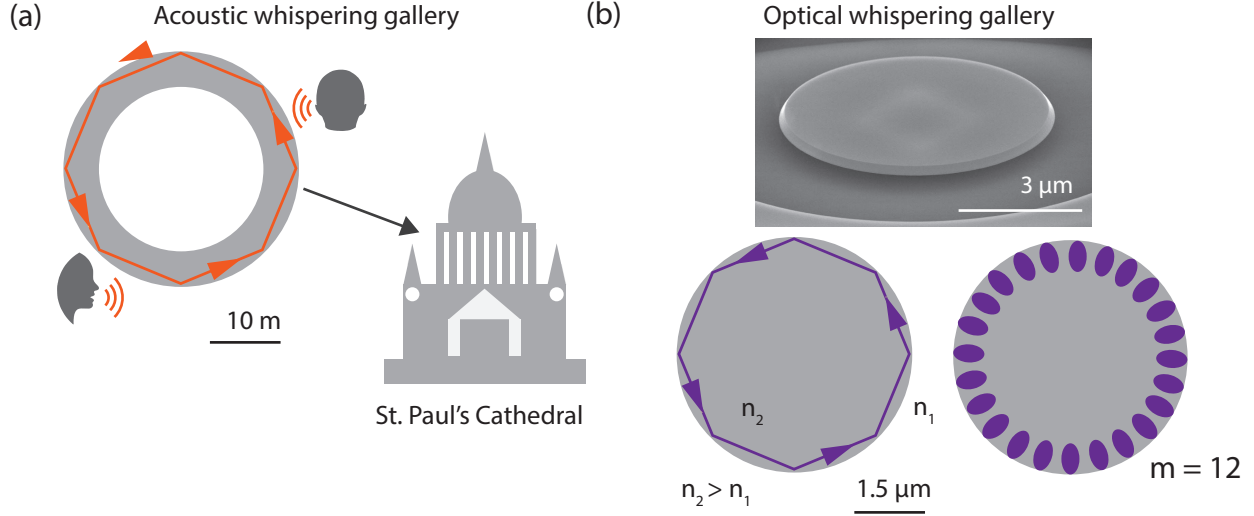 (a)
Acoustic whispering gallery
10 m
St. Paul's Cathedral
(b)
Optical whispering gallery
3 μm
n₂
n₁
n₂ > n₁
1.5 μm
m = 12